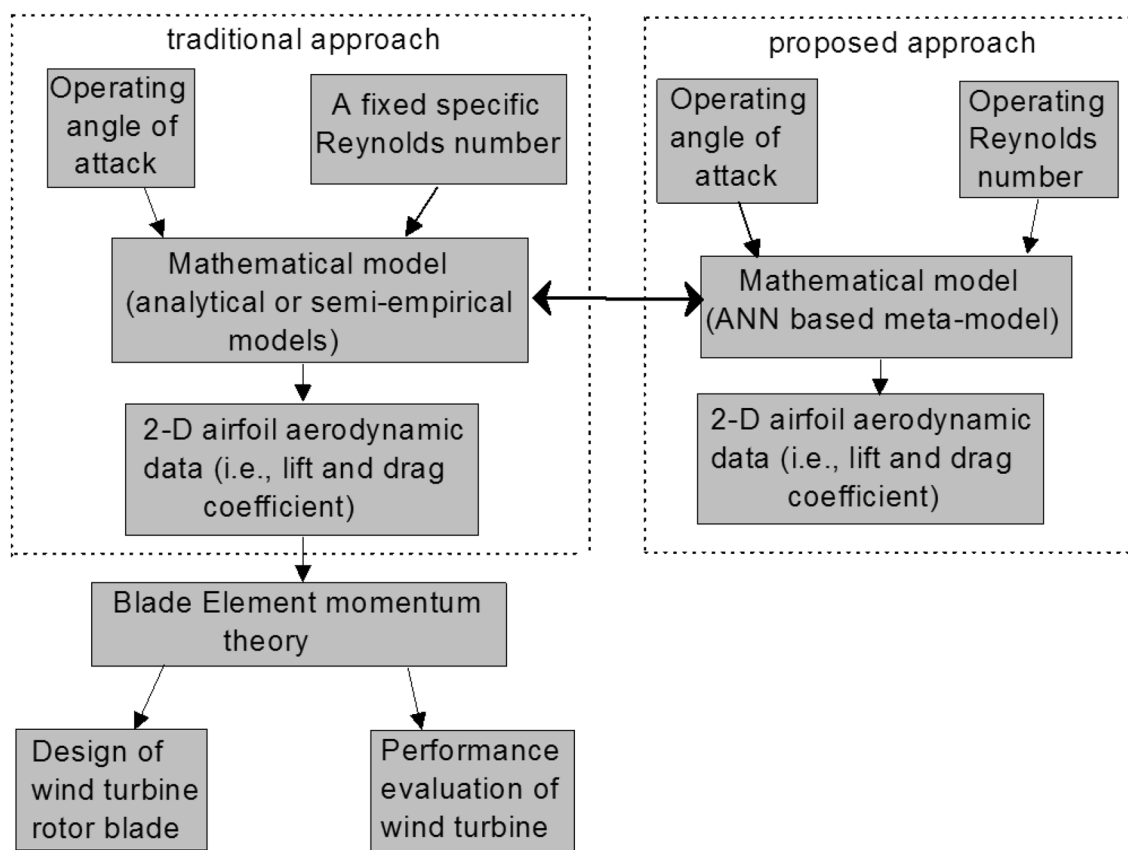 traditional approach
Operating
angle of
attack
A fixed specific
Reynolds number
Mathematical model
(analytical or semi-empirical
models)
2-D airfoil aerodynamic
data (i.e., lift and drag
coefficient)
Blade Element momentum
theory
Design of
wind turbine
rotor blade
Performance
evaluation of
wind turbine
proposed approach
Operating
angle of
attack
Operating
Reynolds
number
Mathematical model
(ANN based meta-model)
2-D airfoil aerodynamic
data (i.e., lift and drag
coefficient)